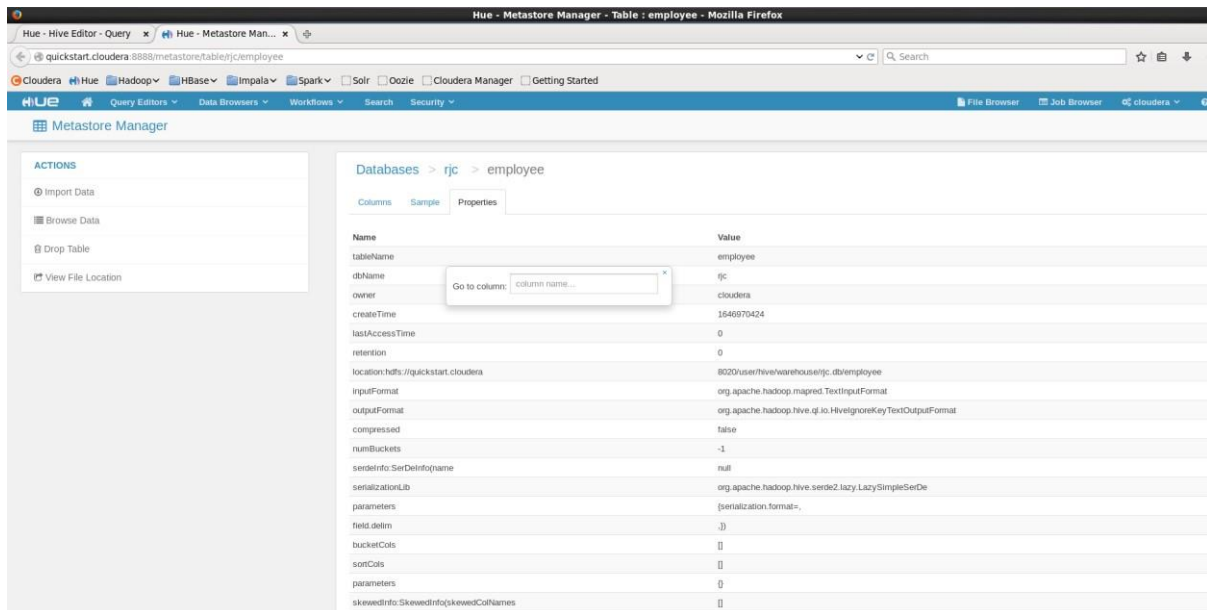 Hue - Metastore Manager - Table : employee - Mozilla Firefox
Hue - Hive Editor - Query x Hue - Metastore Man... x
quickstart.cloudera:8888/metastore/table/rjc/employee Search
Cloudera Hue Hadoop HBase Impala Spark Solr Oozie Cloudera Manager Getting Started
HUE Query Editors Data Browsers Workflows Search Security File Browser Job Browser cloudera
Metastore Manager
ACTIONS
Import Data
Browse Data
Drop Table
View File Location
Databases > rjc > employee
Columns Sample Properties
Name Value
tableName employee
dbName rjc
Go to column: column name... x
owner cloudera
createTime 1646970424
lastAccessTime 0
retention 0
location:hdfs://quickstart.cloudera 8020/user/hive/warehouse/rjc.db/employee
inputFormat org.apache.hadoop.mapred.TextInputFormat
outputFormat org.apache.hadoop.hive.ql.io.HiveIgnoreKeyTextOutputFormat
compressed false
numBuckets -1
serdeInfo:SerDeInfo(name null
serializationLib org.apache.hadoop.hive.serde2.lazy.LazySimpleSerDe
parameters {serialization.format=,
field.delim ,})
bucketCols []
sortCols []
parameters {}
skewedInfo:SkewedInfo(skewedColNames []